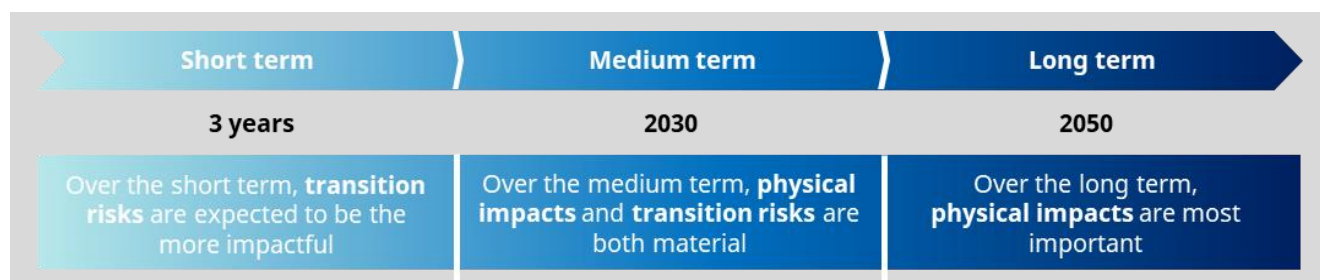 Short term
Medium term
Long term
3 years
2030
2050
Over the short term, transition
risks are expected to be the
more impactful
Over the medium term, physical
impacts and transition risks are
both material
Over the long term,
physical impacts are most
important